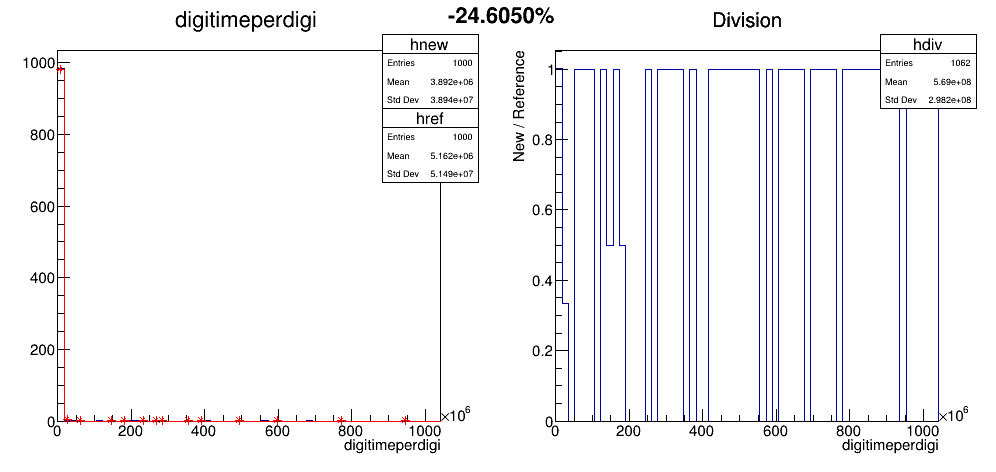 digitimeperdigi
-24.6050%
Division
hnew
Entries 1000
Mean 3.892e+06
Std Dev 3.894e+07
href
Entries 1000
Mean 5.162e+06
Std Dev 5.149e+07
1000
800
600
400
200
0
0 200 400 600 800 1000
×10⁶
digitimeperdigi
hdiv
Entries 1062
Mean 5.69e+08
Std Dev 2.982e+08
New / Reference
1
0.8
0.6
0.4
0.2
0
0 200 400 600 800 1000
×10⁶
digitimeperdigi